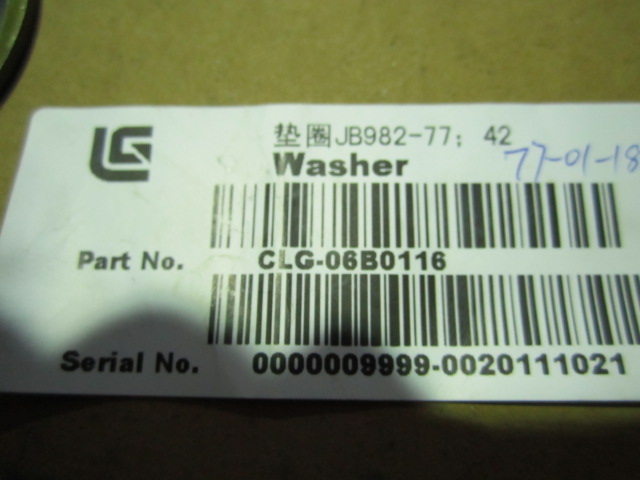 垫圈JB982-77; 42
Washer
77-01-18
Part No. CLG-06B0116
Serial No. 0000009999-0020111021